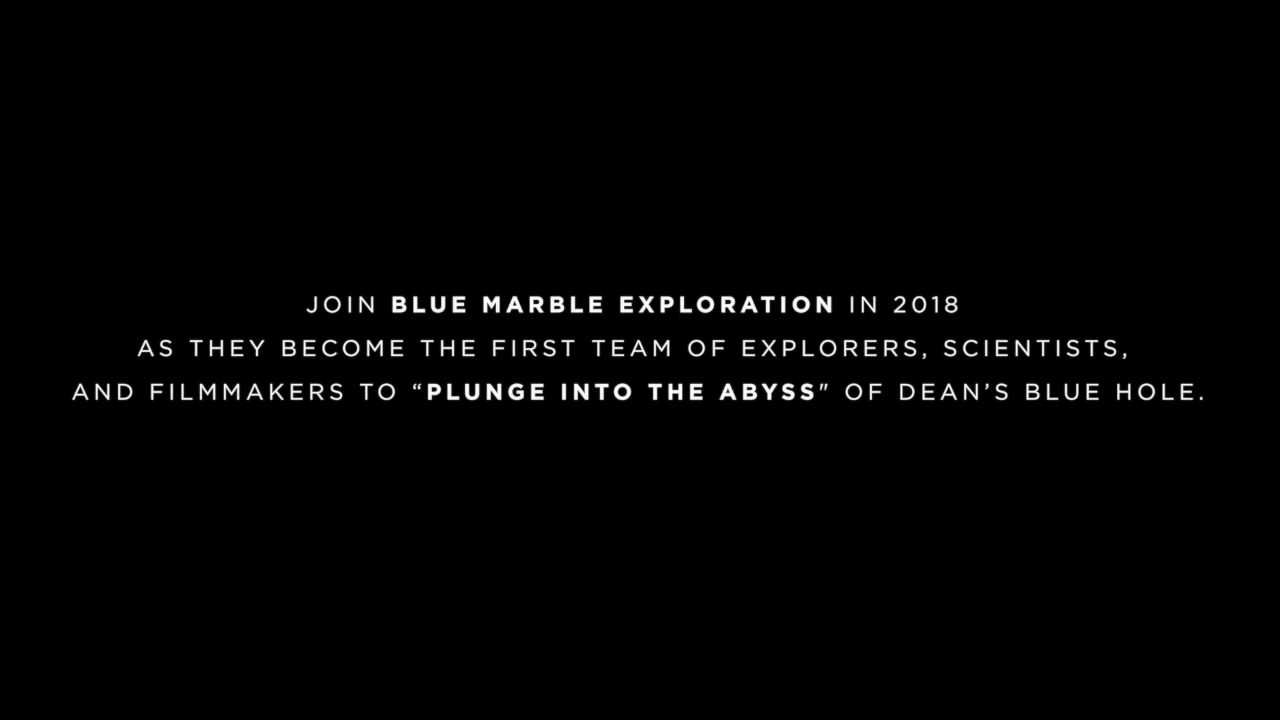 JOIN BLUE MARBLE EXPLORATION IN 2018
AS THEY BECOME THE FIRST TEAM OF EXPLORERS, SCIENTISTS,
AND FILMMAKERS TO “PLUNGE INTO THE ABYSS" OF DEAN’S BLUE HOLE.